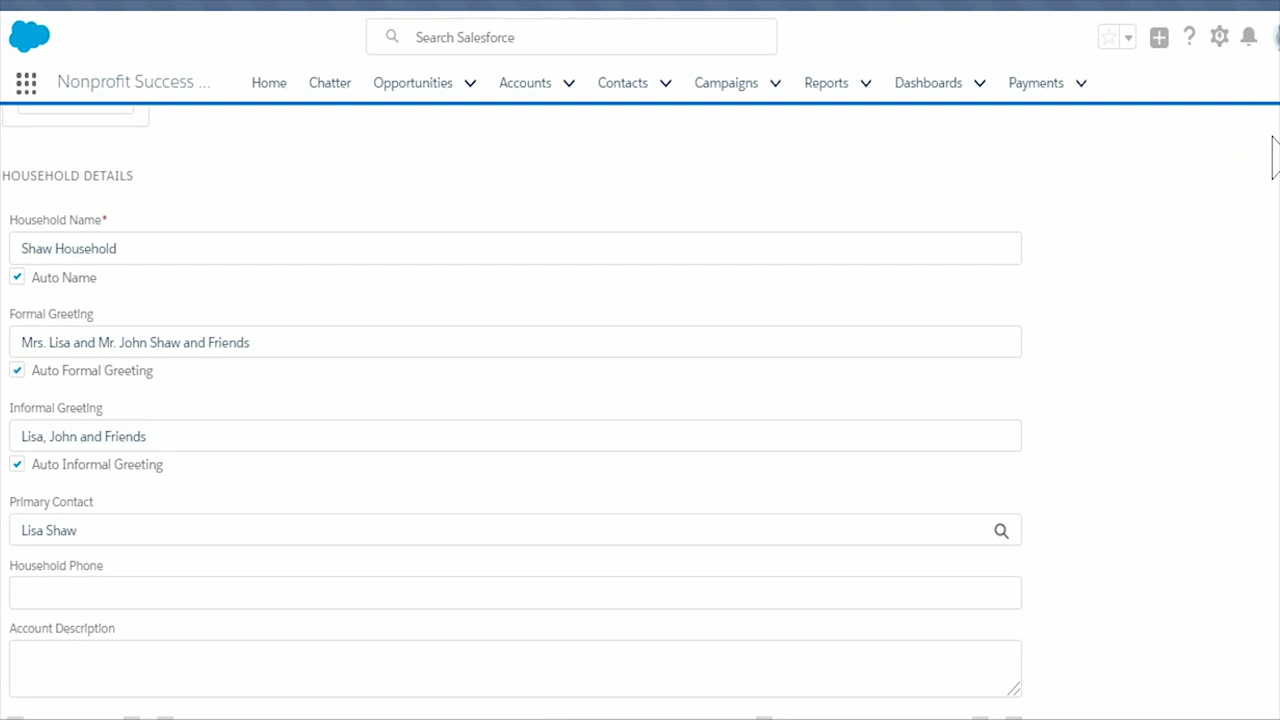 Search Salesforce
Nonprofit Success ...
Home
Chatter
Opportunities
Accounts
Contacts
Campaigns
Reports
Dashboards
Payments
HOUSEHOLD DETAILS
Household Name*
Shaw Household
Auto Name
Formal Greeting
Mrs. Lisa and Mr. John Shaw and Friends
Auto Formal Greeting
Informal Greeting
Lisa, John and Friends
Auto Informal Greeting
Primary Contact
Lisa Shaw
Household Phone
Account Description